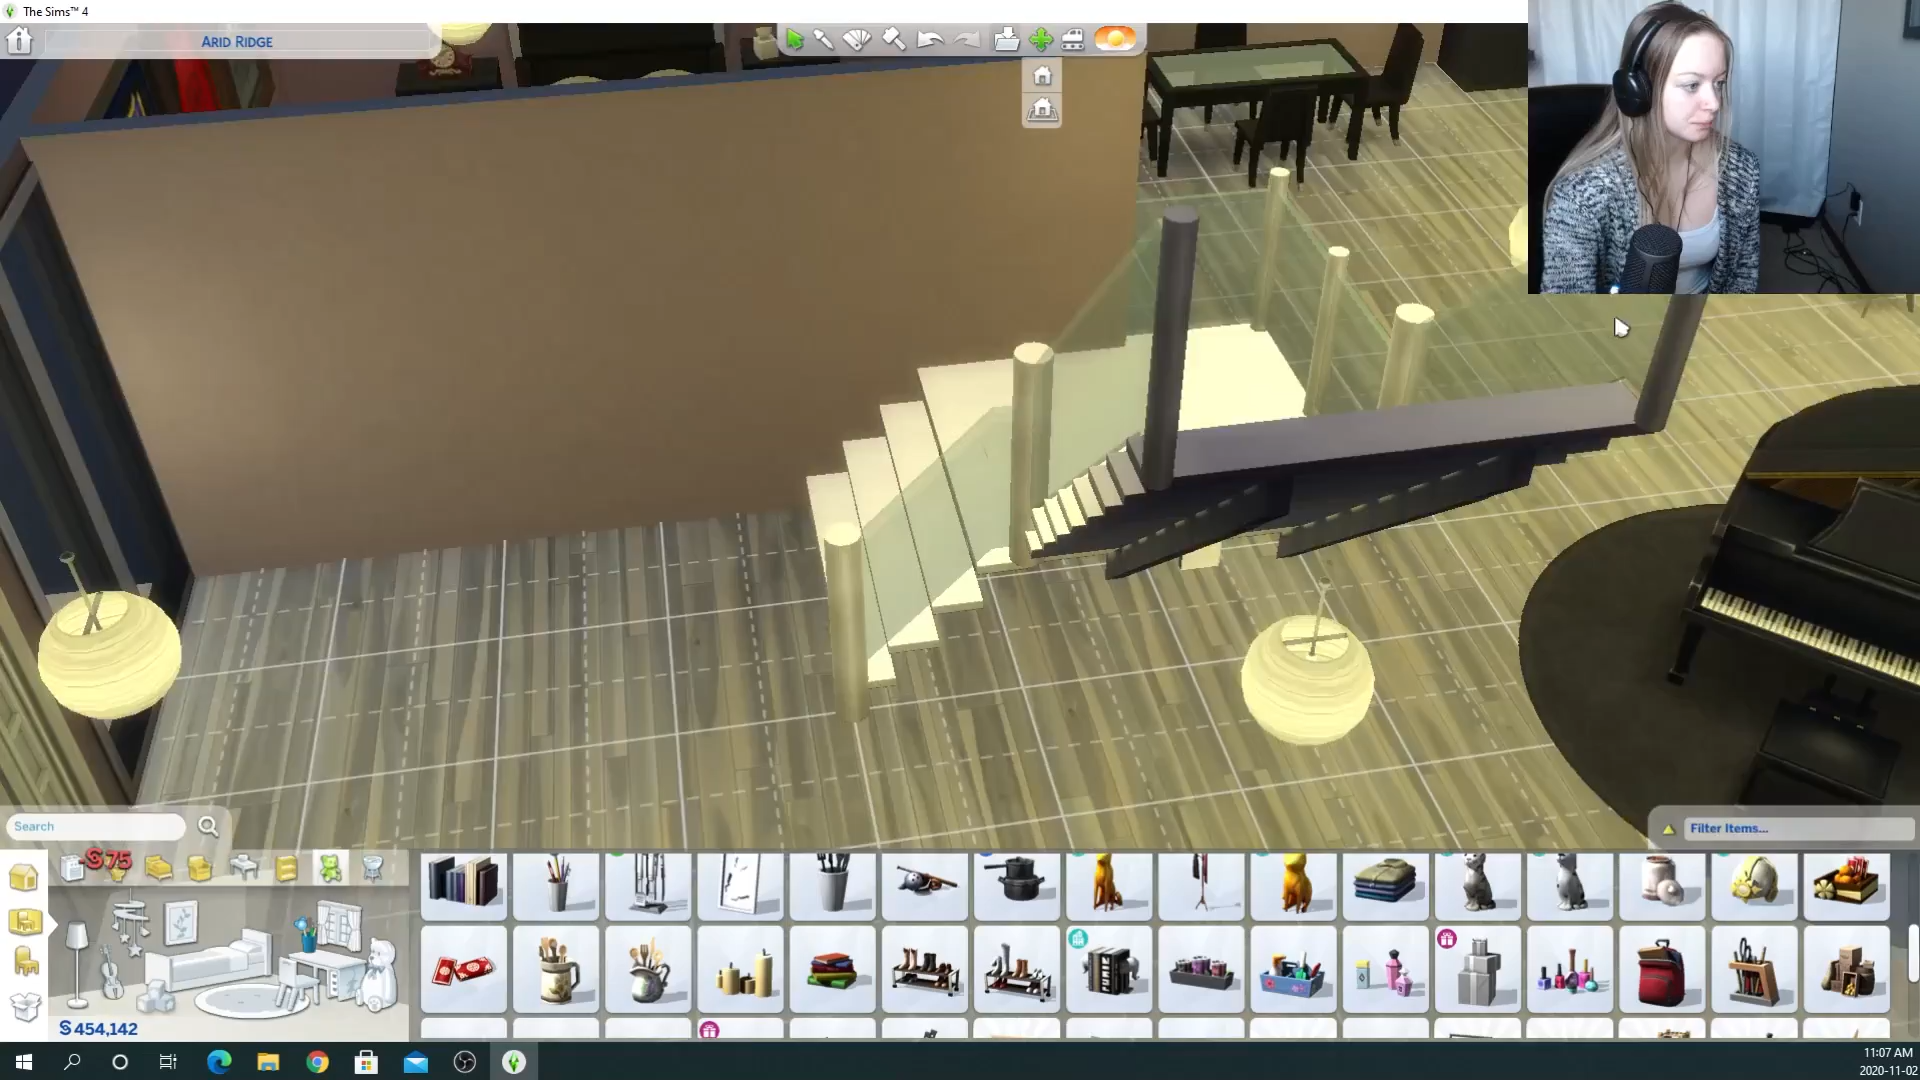 The Sims™ 4
ARID RIDGE
Search
Filter Items...
-§75
§454,142
11:07 AM
2020-11-02